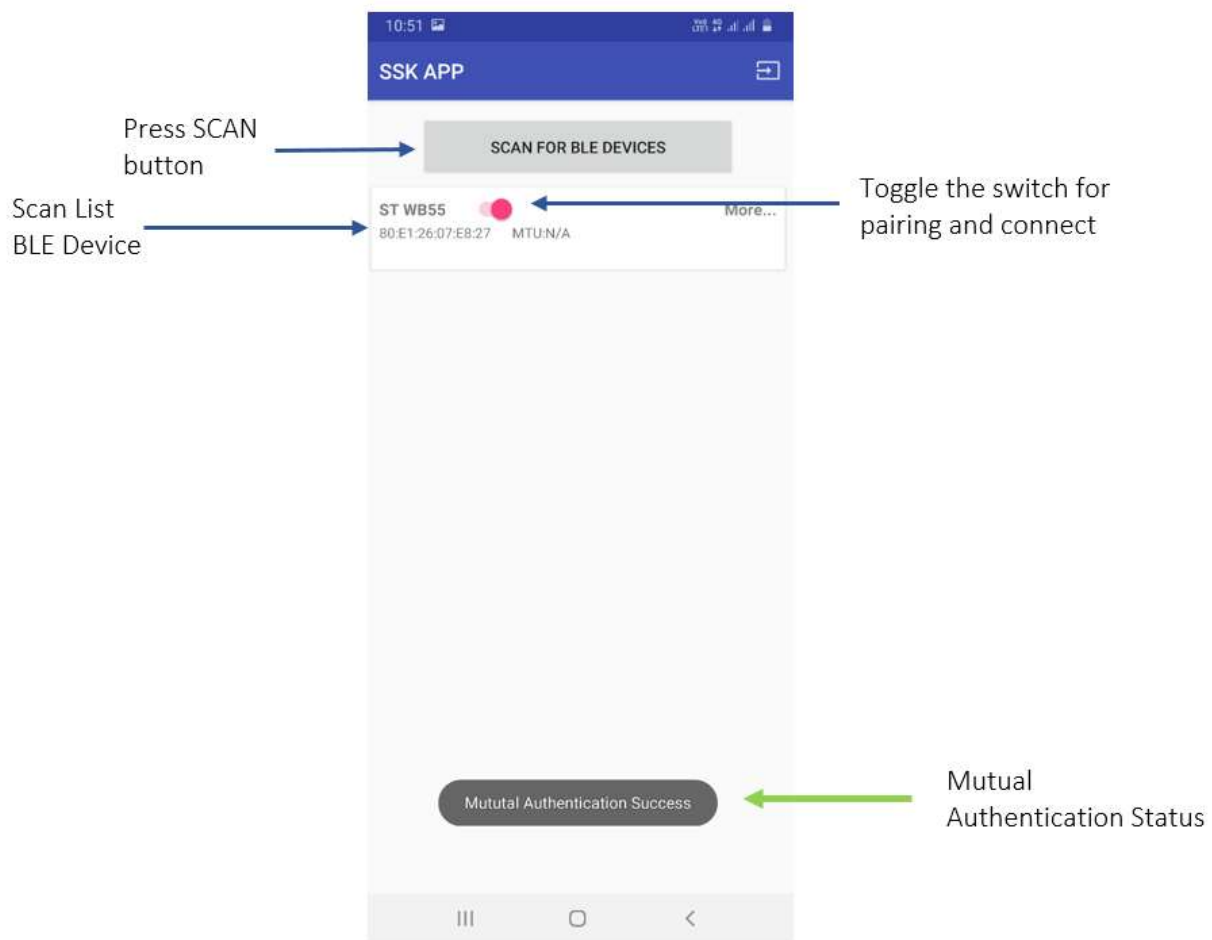 10:51
SSK APP
Press SCAN
button
SCAN FOR BLE DEVICES
Scan List
BLE Device
ST WB55
More...
80:E1:26:07:E8:27 MTU:N/A
Toggle the switch for
pairing and connect
Mututal Authentication Success
Mutual
Authentication Status